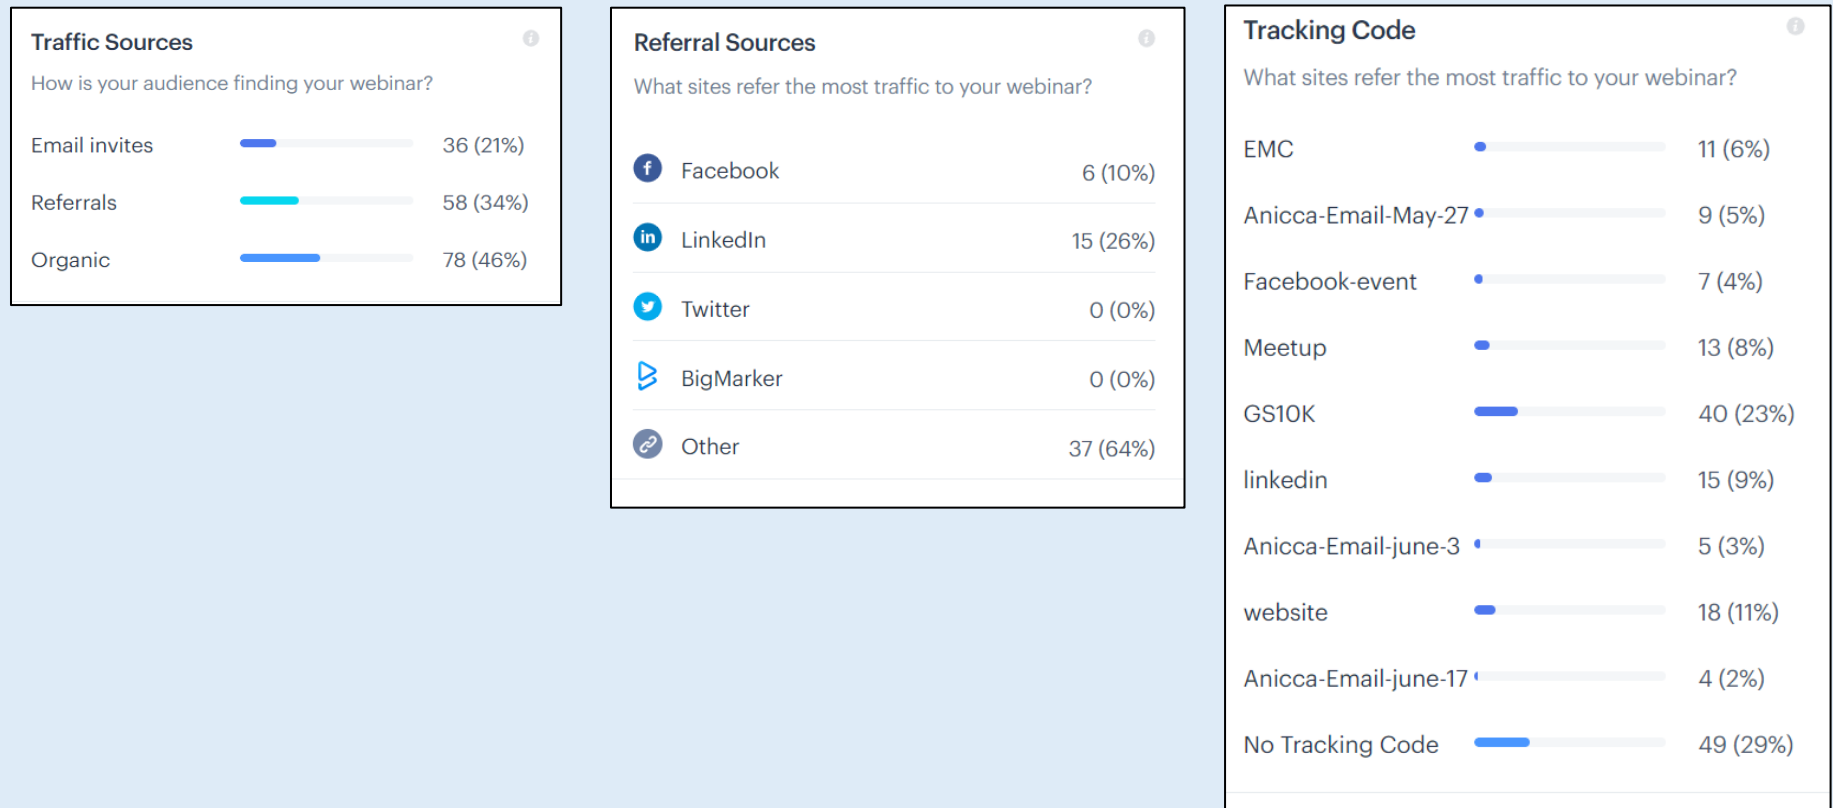 Traffic Sources
How is your audience finding your webinar?
Email invites 36 (21%)
Referrals 58 (34%)
Organic 78 (46%)
Referral Sources
What sites refer the most traffic to your webinar?
Facebook 6 (10%)
LinkedIn 15 (26%)
Twitter 0 (0%)
BigMarker 0 (0%)
Other 37 (64%)
Tracking Code
What sites refer the most traffic to your webinar?
EMC 11 (6%)
Anicca-Email-May-27 9 (5%)
Facebook-event 7 (4%)
Meetup 13 (8%)
GS10K 40 (23%)
linkedin 15 (9%)
Anicca-Email-june-3 5 (3%)
website 18 (11%)
Anicca-Email-june-17 4 (2%)
No Tracking Code 49 (29%)